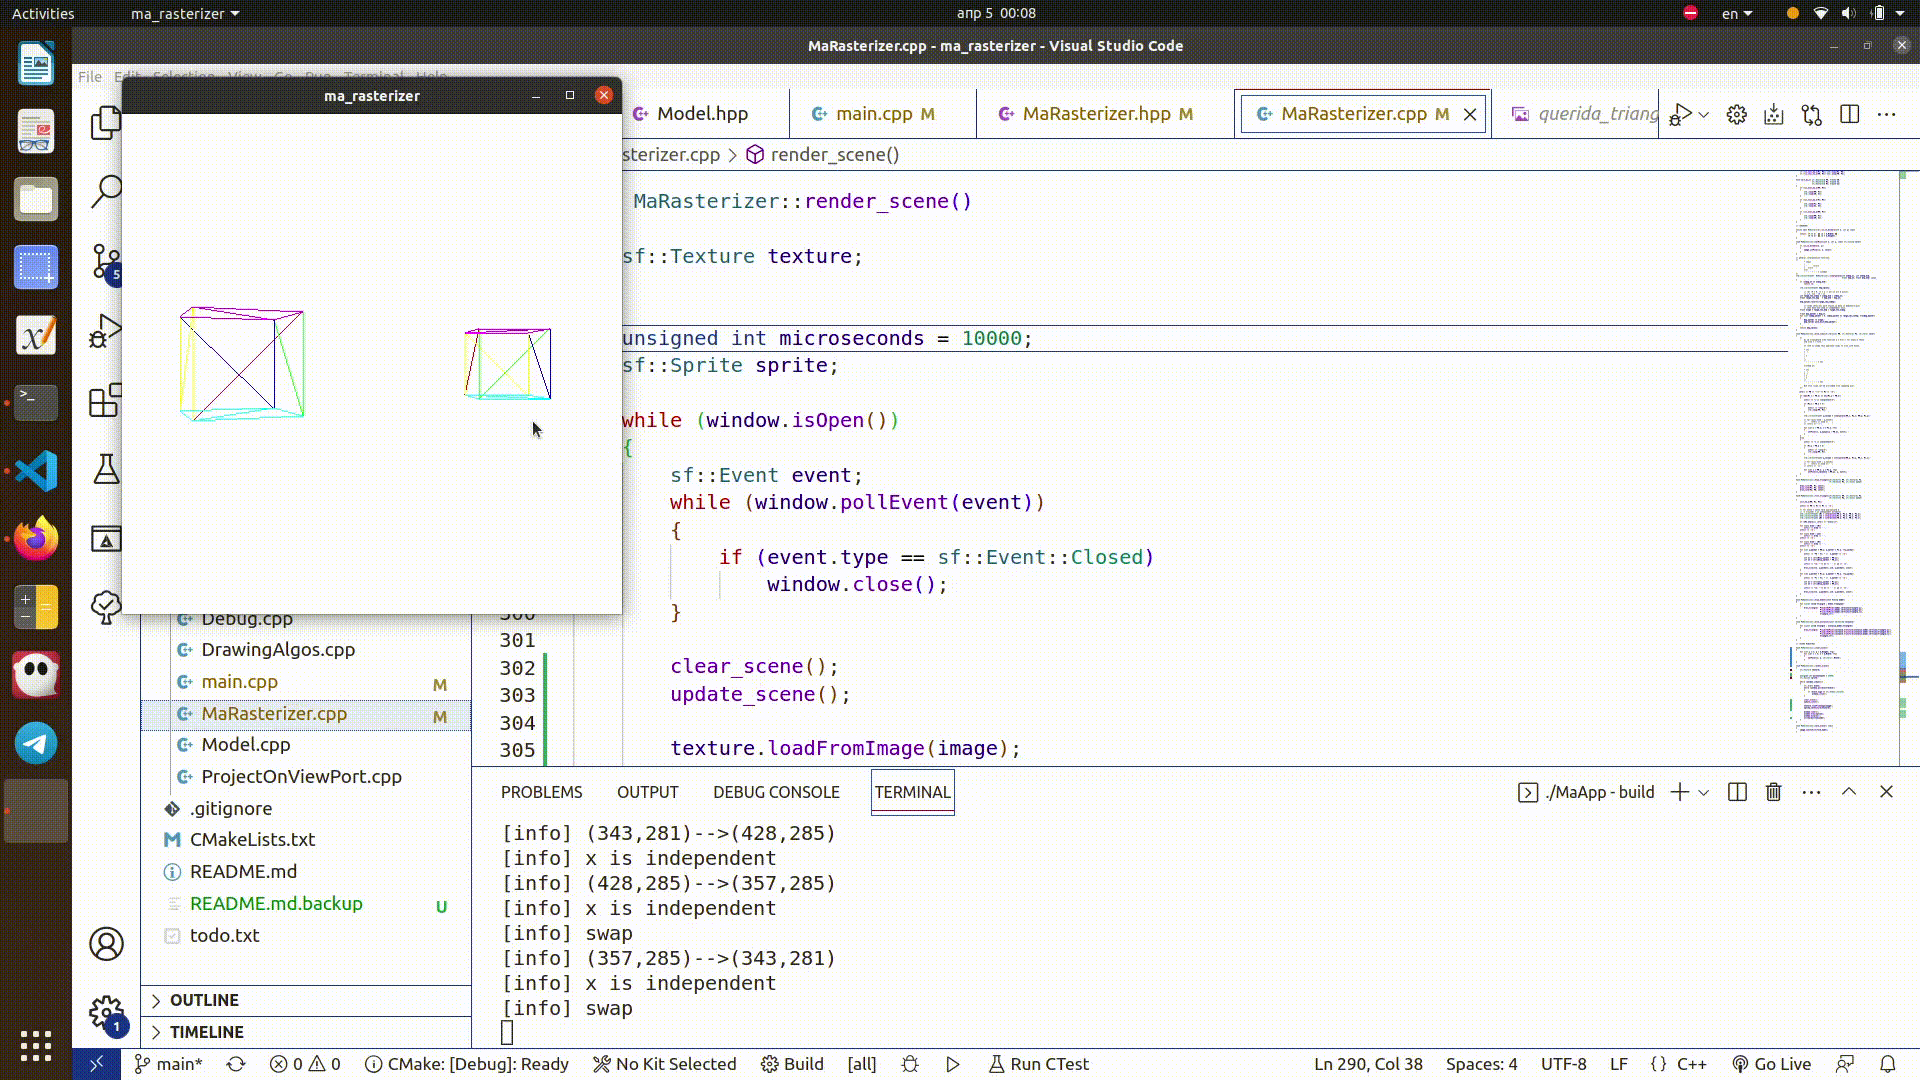 Activities ma_rasterizer апр 5 00:08 en
MaRasterizer.cpp - ma_rasterizer - Visual Studio Code
File Edit Selection View Go Run Terminal Help
ma_rasterizer
Model.hpp main.cpp M MaRasterizer.hpp M MaRasterizer.cpp M querida_triang
sterizer.cpp > render_scene()
MaRasterizer::render_scene()
sf::Texture texture;
unsigned int microseconds = 10000;
sf::Sprite sprite;
while (window.isOpen())
{
sf::Event event;
while (window.pollEvent(event))
{
if (event.type == sf::Event::Closed)
window.close();
300 }
301
302 clear_scene();
303 update_scene();
304
305 texture.loadFromImage(image);
5
Debug.cpp
DrawingAlgos.cpp
main.cpp M
MaRasterizer.cpp M
Model.cpp
ProjectOnViewPort.cpp
.gitignore
CMakeLists.txt
README.md
README.md.backup U
todo.txt
OUTLINE
TIMELINE
1
PROBLEMS OUTPUT DEBUG CONSOLE TERMINAL ./MaApp - build
[info] (343,281)-->(428,285)
[info] x is independent
[info] (428,285)-->(357,285)
[info] x is independent
[info] swap
[info] (357,285)-->(343,281)
[info] x is independent
[info] swap
main* 0 0 CMake: [Debug]: Ready No Kit Selected Build [all] Run CTest Ln 290, Col 38 Spaces: 4 UTF-8 LF {} C++ Go Live